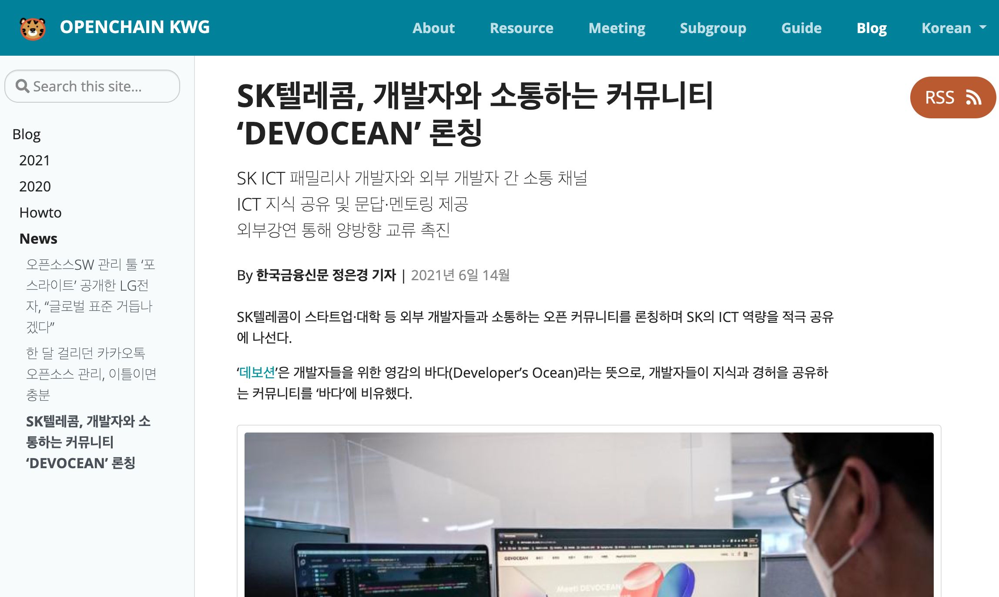 OPENCHAIN KWG
About
Resource
Meeting
Subgroup
Guide
Blog
Korean
Search this site...
Blog
2021
2020
Howto
News
오픈소스SW 관리 툴 ‘포
스라이트’ 공개한 LG전
자, “글로벌 표준 거듭나
겠다”
한 달 걸리던 카카오톡
오픈소스 관리, 이틀이면
충분
SK텔레콤, 개발자와 소
통하는 커뮤니티
‘DEVOCEAN’ 론칭
SK텔레콤, 개발자와 소통하는 커뮤니티
‘DEVOCEAN’ 론칭
RSS
SK ICT 패밀리사 개발자와 외부 개발자 간 소통 채널
ICT 지식 공유 및 문답·멘토링 제공
외부강연 통해 양방향 교류 촉진
By 한국금융신문 정은경 기자 | 2021년 6일 14월
SK텔레콤이 스타트업·대학 등 외부 개발자들과 소통하는 오픈 커뮤니티를 론칭하며 SK의 ICT 역량을 적극 공유
에 나선다.
‘데보션’은 개발자들을 위한 영감의 바다(Developer’s Ocean)라는 뜻으로, 개발자들이 지식과 경허을 공유하
는 커뮤니티를 ‘바다’에 비유했다.
DEVOCEAN
Meet DEVOCEAN